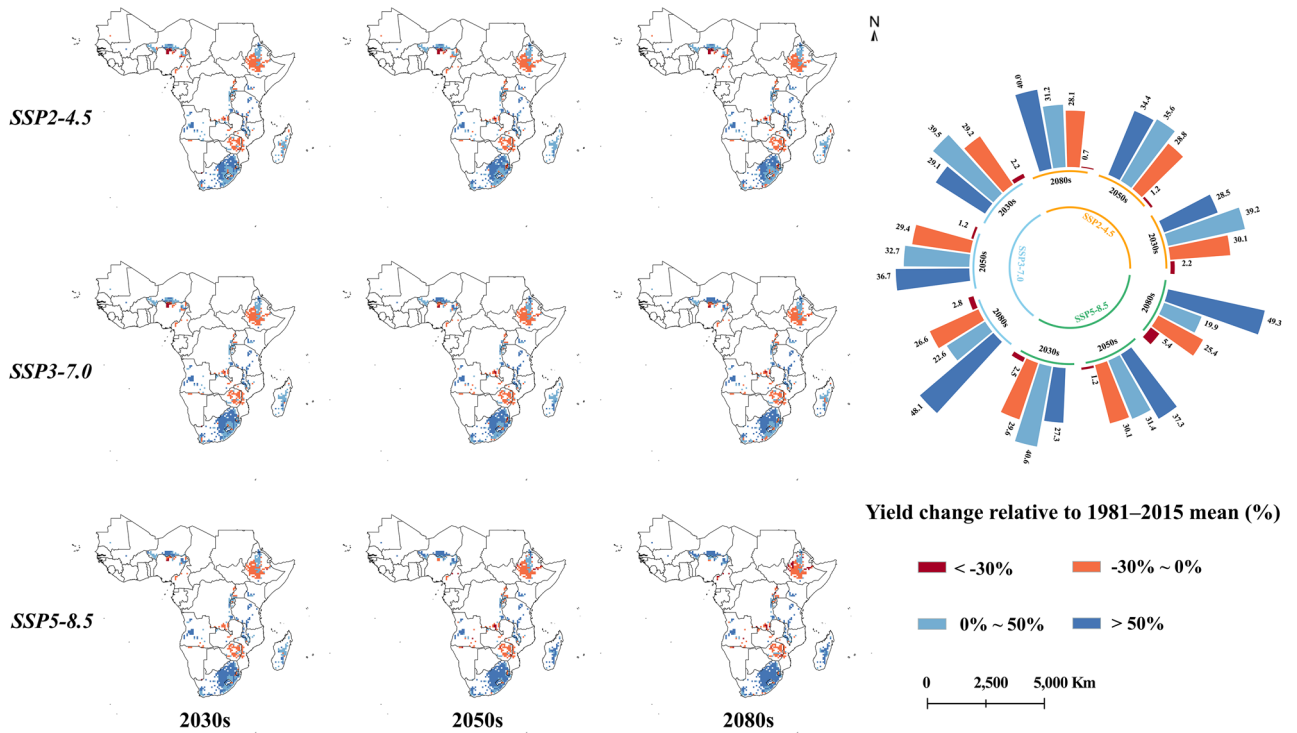 SSP2-4.5
SSP3-7.0
SSP5-8.5
2030s
2050s
2080s
N
40.0
31.2
28.1
0.7
2080s
34.4
35.6
28.8
1.2
2050s
28.5
39.2
30.1
2.2
2030s
SSP2-4.5
49.3
19.9
25.4
5.4
2080s
37.3
31.4
30.1
1.2
2050s
27.3
40.6
29.6
2.5
2030s
SSP5-8.5
48.1
22.6
26.6
2.8
2080s
36.7
32.7
29.4
1.2
2050s
29.1
39.5
29.2
2.2
2030s
SSP3-7.0
Yield change relative to 1981–2015 mean (%)
< -30%
-30% ~ 0%
0% ~ 50%
> 50%
0 2,500 5,000 Km